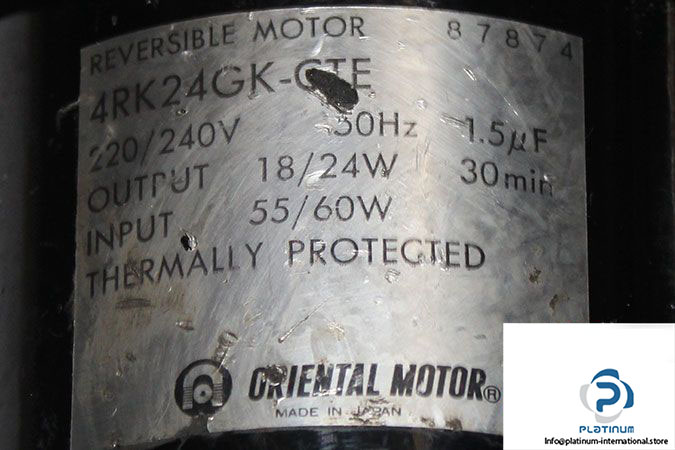 REVERSIBLE MOTOR 87874
4RK24GK-CTE
220/240V 50Hz 1.5µF
OUTPUT 18/24W 30min
INPUT 55/60W
THERMALLY PROTECTED
ORIENTAL MOTOR®
MADE IN JAPAN
PLATINUM
Info@platinum-international.store